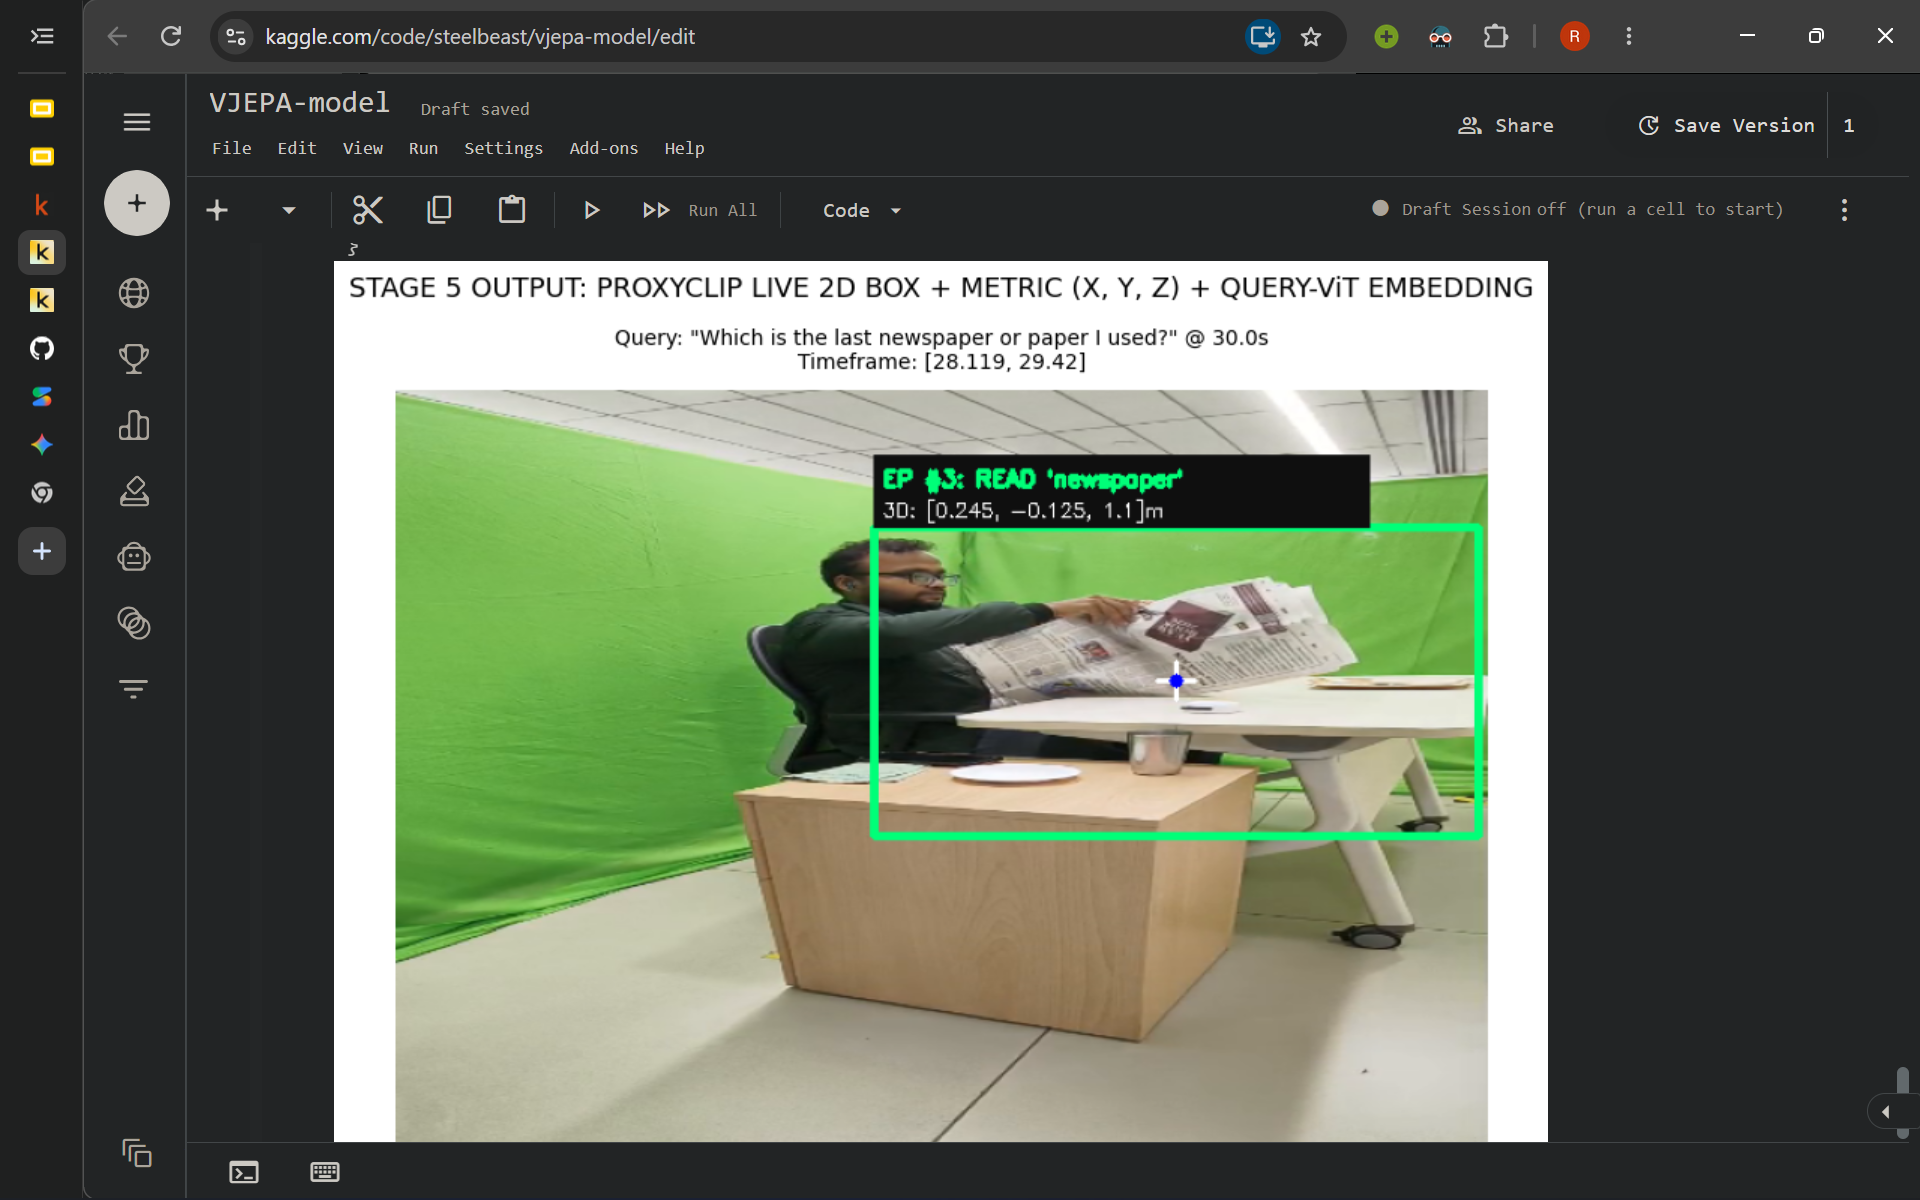 kaggle.com/code/steelbeast/vjepa-model/edit
R
VJEPA-model
Draft saved
File Edit View Run Settings Add-ons Help
Share
Save Version
1
Run All
Code
Draft Session off (run a cell to start)
STAGE 5 OUTPUT: PROXYCLIP LIVE 2D BOX + METRIC (X, Y, Z) + QUERY-ViT EMBEDDING
Query: "Which is the last newspaper or paper I used?" @ 30.0s
Timeframe: [28.119, 29.42]
EP #3: READ 'newspaper'
3D: [0.245, −0.125, 1.1]m